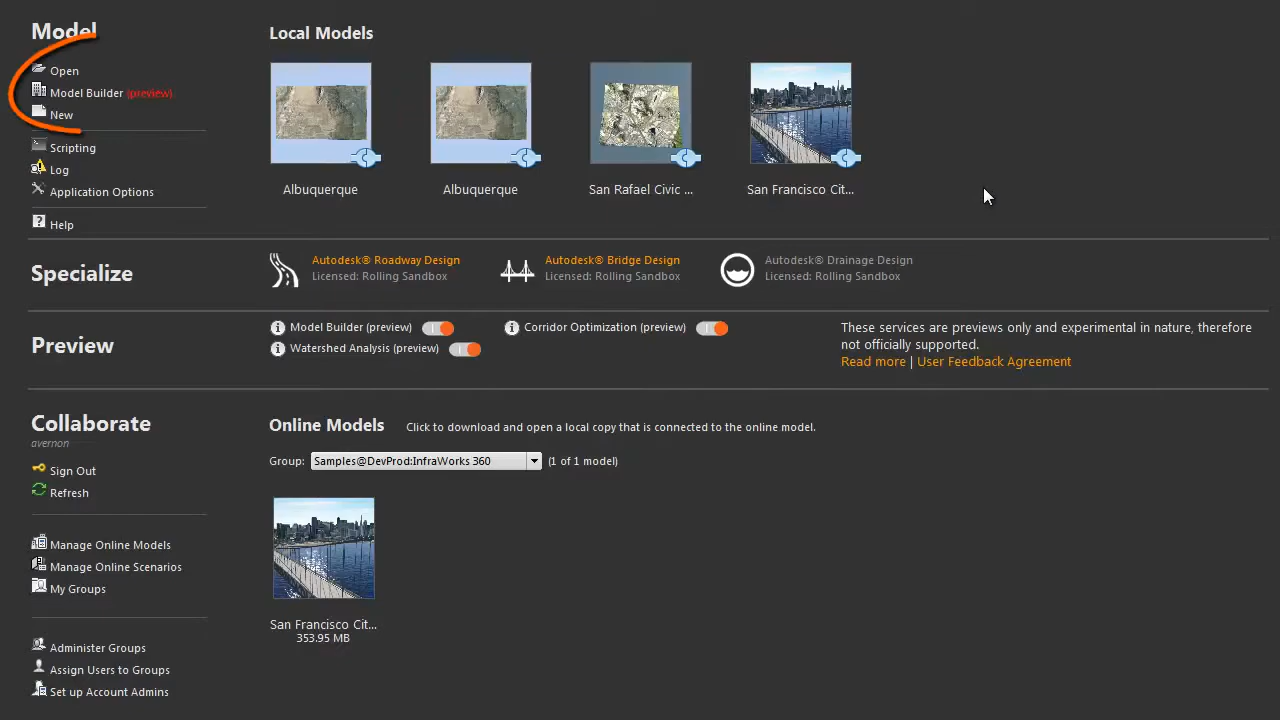 Model
Open
Model Builder (preview)
New
Scripting
Log
Application Options
Help
Local Models
Albuquerque
Albuquerque
San Rafael Civic ...
San Francisco Cit...
Specialize
Autodesk® Roadway Design
Licensed: Rolling Sandbox
Autodesk® Bridge Design
Licensed: Rolling Sandbox
Autodesk® Drainage Design
Licensed: Rolling Sandbox
Preview
Model Builder (preview)
Corridor Optimization (preview)
Watershed Analysis (preview)
These services are previews only and experimental in nature, therefore
not officially supported.
Read more | User Feedback Agreement
Collaborate
avernon
Sign Out
Refresh
Manage Online Models
Manage Online Scenarios
My Groups
Administer Groups
Assign Users to Groups
Set up Account Admins
Online Models Click to download and open a local copy that is connected to the online model.
Group: Samples@DevProd:InfraWorks 360 (1 of 1 model)
San Francisco Cit...
353.95 MB